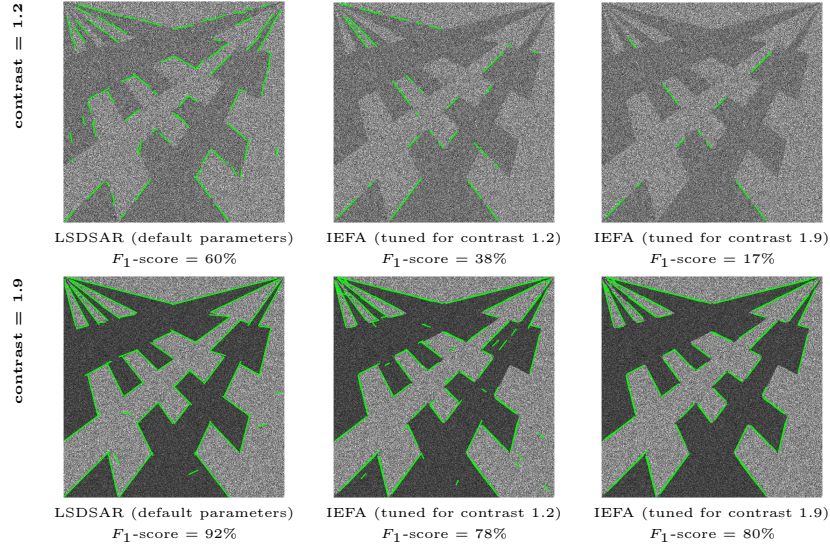 contrast = 1.2
LSDSAR (default parameters)
F1-score = 60%
IEFA (tuned for contrast 1.2)
F1-score = 38%
IEFA (tuned for contrast 1.9)
F1-score = 17%
contrast = 1.9
LSDSAR (default parameters)
F1-score = 92%
IEFA (tuned for contrast 1.2)
F1-score = 78%
IEFA (tuned for contrast 1.9)
F1-score = 80%